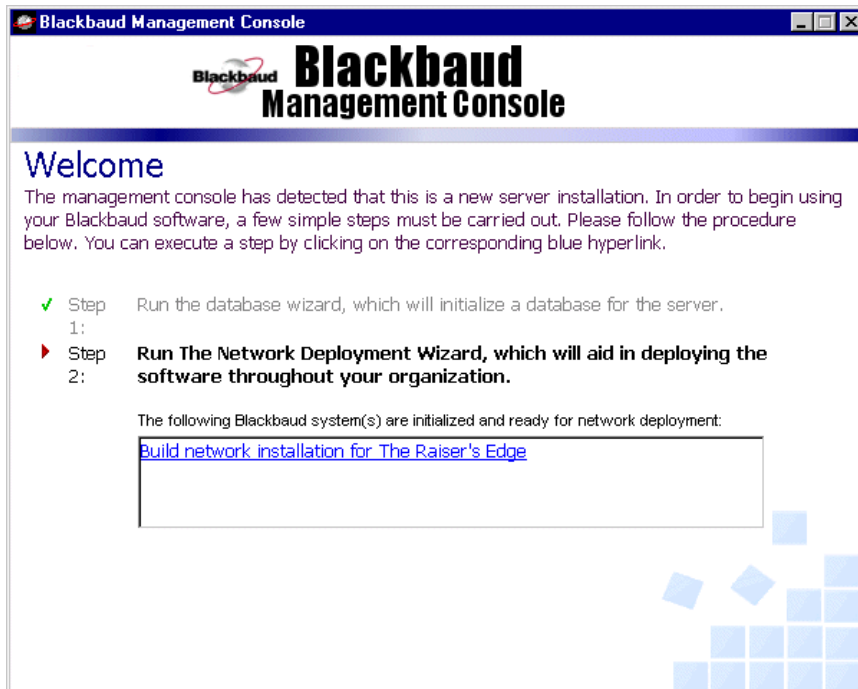 Blackbaud Management Console
Blackbaud Blackbaud
Management Console
Welcome
The management console has detected that this is a new server installation. In order to begin using
your Blackbaud software, a few simple steps must be carried out. Please follow the procedure
below. You can execute a step by clicking on the corresponding blue hyperlink.
Step 1: Run the database wizard, which will initialize a database for the server.
Step 2: Run The Network Deployment Wizard, which will aid in deploying the
software throughout your organization.
The following Blackbaud system(s) are initialized and ready for network deployment:
Build network installation for The Raiser's Edge